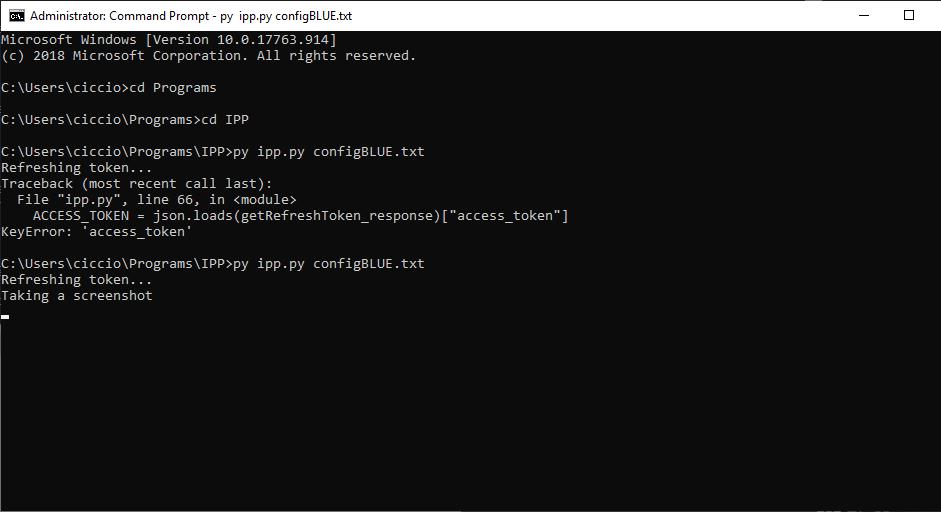 Administrator: Command Prompt - py  ipp.py configBLUE.txt
Microsoft Windows [Version 10.0.17763.914]
(c) 2018 Microsoft Corporation. All rights reserved.
C:\Users\ciccio>cd Programs
C:\Users\ciccio\Programs>cd IPP
C:\Users\ciccio\Programs\IPP>py ipp.py configBLUE.txt
Refreshing token...
Traceback (most recent call last):
  File "ipp.py", line 66, in <module>
    ACCESS_TOKEN = json.loads(getRefreshToken_response)["access_token"]
KeyError: 'access_token'
C:\Users\ciccio\Programs\IPP>py ipp.py configBLUE.txt
Refreshing token...
Taking a screenshot